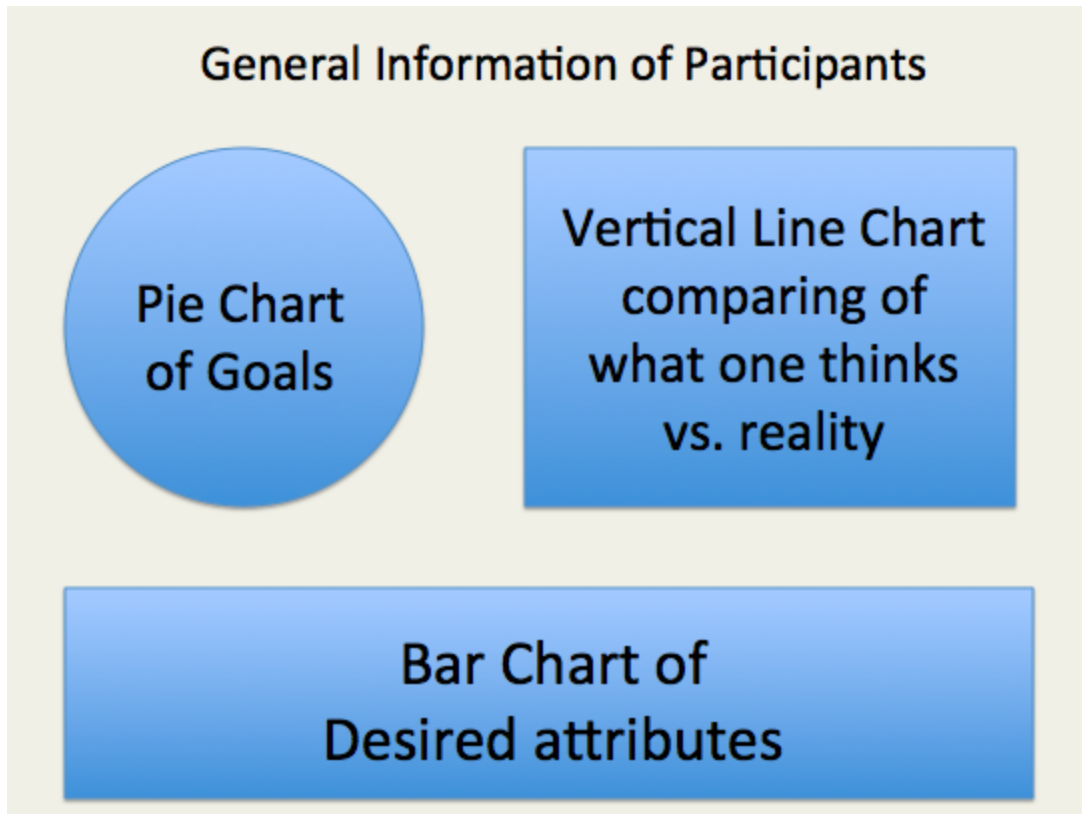 General Information of Participants
Pie Chart
of Goals
Vertical Line Chart
comparing of
what one thinks
vs. reality
Bar Chart of
Desired attributes